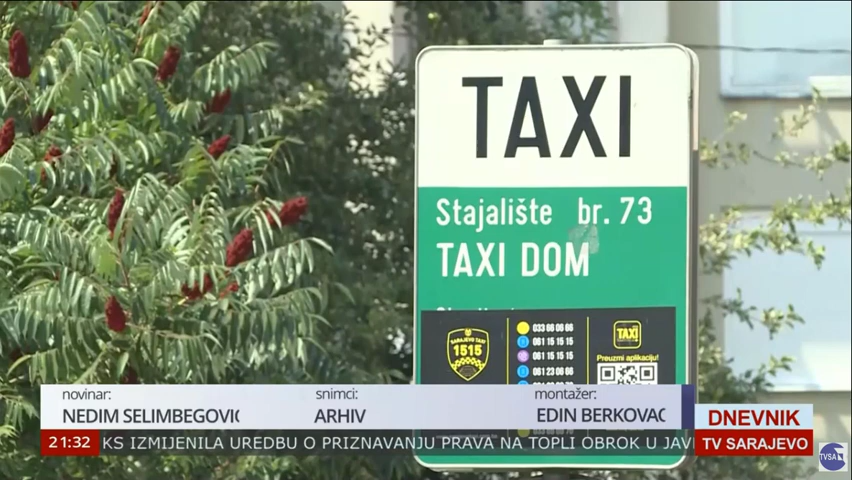 TAXI
Stajalište br. 73
TAXI DOM
SARAJEVO TAXI
1515
033 66 06 66
061 15 15 15
061 15 15 15
061 23 06 66
TAXI
Preuzmi aplikaciju!
novinar:
NEDIM SELIMBEGOVIĆ
snimci:
ARHIV
montažer:
EDIN BERKOVAC
DNEVNIK
21:32
KS IZMIJENILA UREDBU O PRIZNAVANJU PRAVA NA TOPLI OBROK U JAV
TV SARAJEVO
TVSA